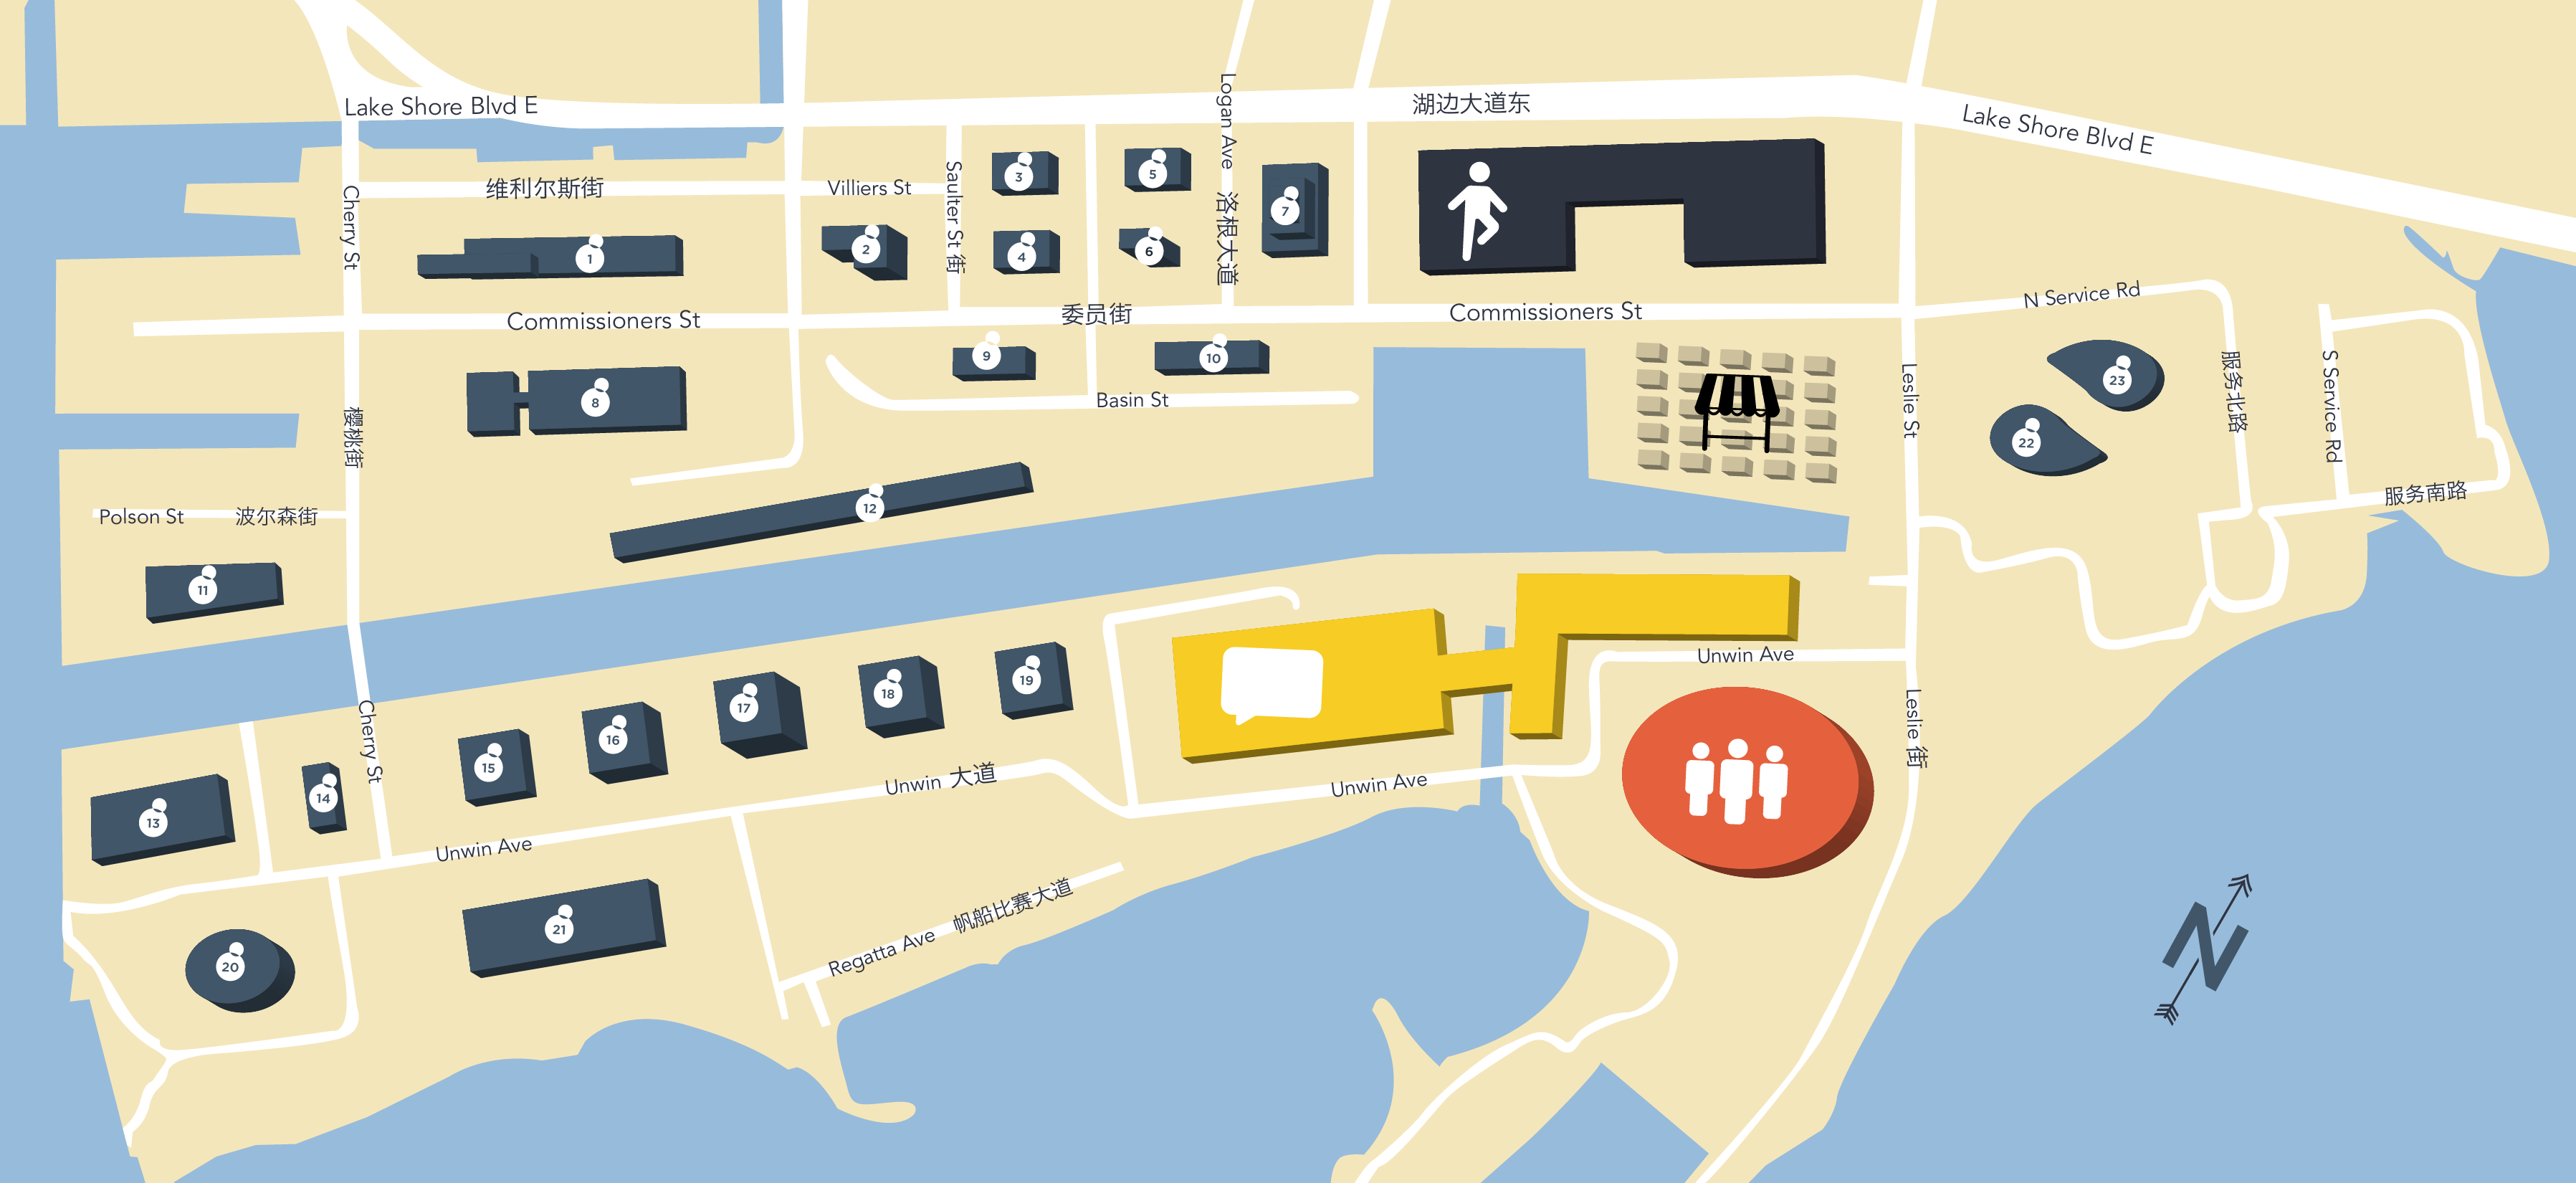 Lake Shore Blvd E
湖边大道东
Lake Shore Blvd E
Logan Ave
洛根大道
Cherry St
维利尔斯街
Villiers St
Saulter St 街
3
5
7
1
2
4
6
Commissioners St
委员街
Commissioners St
N Service Rd
服务北路
S Service Rd
服务南路
9
10
8
Basin St
Leslie St
23
22
樱桃街
Polson St
波尔森街
12
11
Unwin Ave
Leslie 街
19
18
17
16
15
14
13
Cherry St
Unwin 大道
Unwin Ave
Unwin Ave
Regatta Ave
帆船比赛大道
21
20
N